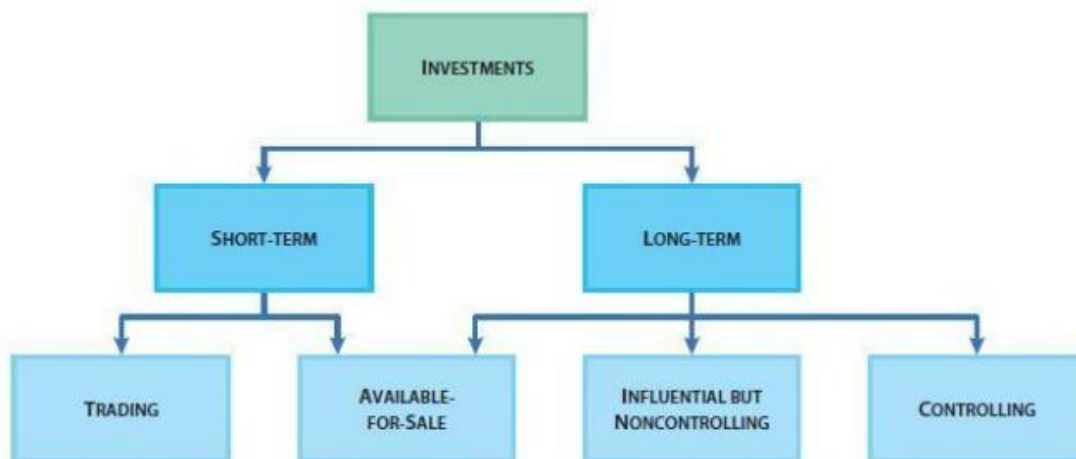 INVESTMENTS
SHORT-TERM
LONG-TERM
TRADING
AVAILABLE-
FOR-SALE
INFLUENTIAL BUT
NONCONTROLLING
CONTROLLING